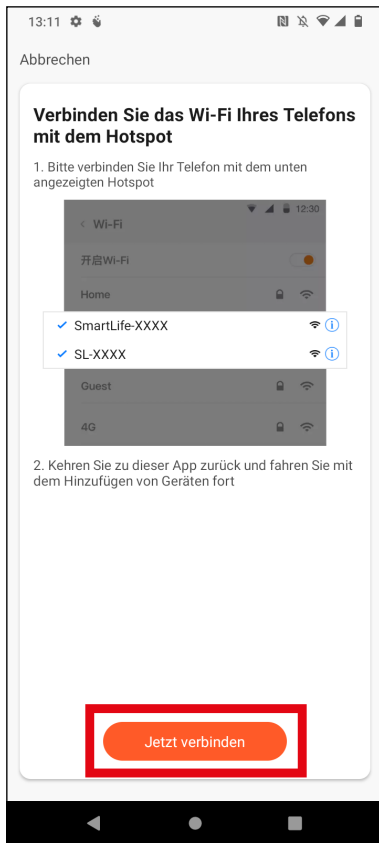 13:11
Abbrechen
Verbinden Sie das Wi-Fi Ihres Telefons
mit dem Hotspot
1. Bitte verbinden Sie Ihr Telefon mit dem unten
angezeigten Hotspot
12:30
Wi-Fi
开启Wi-Fi
Home
SmartLife-XXXX
SL-XXXX
Guest
4G
2. Kehren Sie zu dieser App zurück und fahren Sie mit
dem Hinzufügen von Geräten fort
Jetzt verbinden